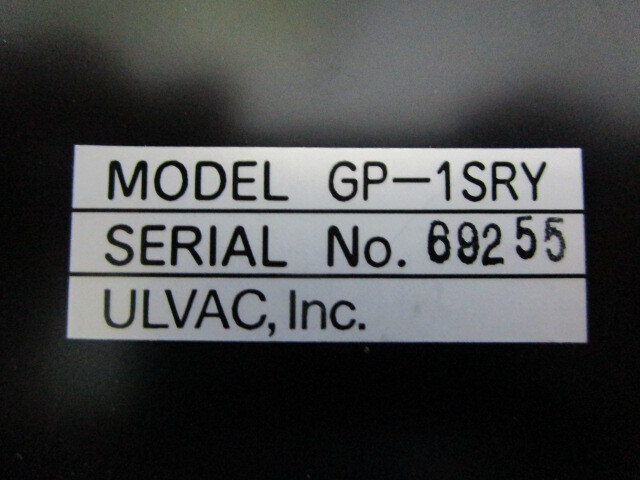 MODEL GP-1SRY
SERIAL No. 69255
ULVAC, Inc.